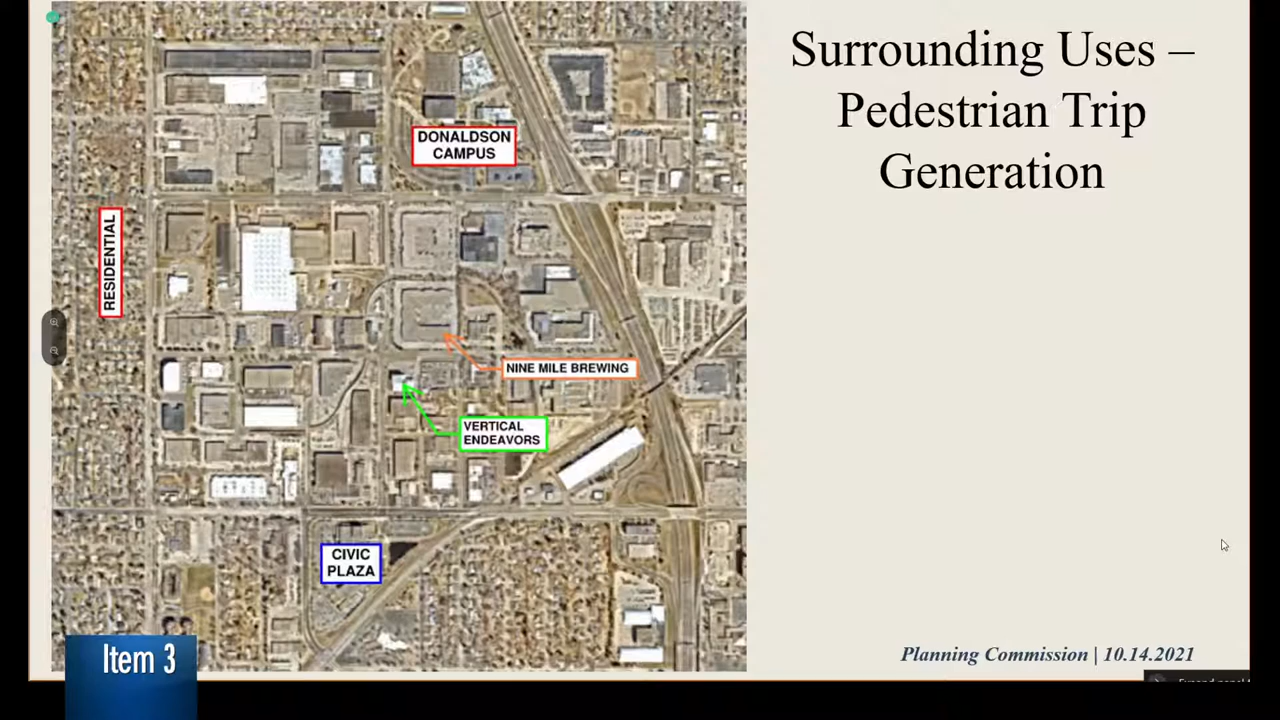 Surrounding Uses –
Pedestrian Trip
Generation
DONALDSON
CAMPUS
RESIDENTIAL
NINE MILE BREWING
VERTICAL
ENDEAVORS
CIVIC
PLAZA
Item 3
Planning Commission | 10.14.2021